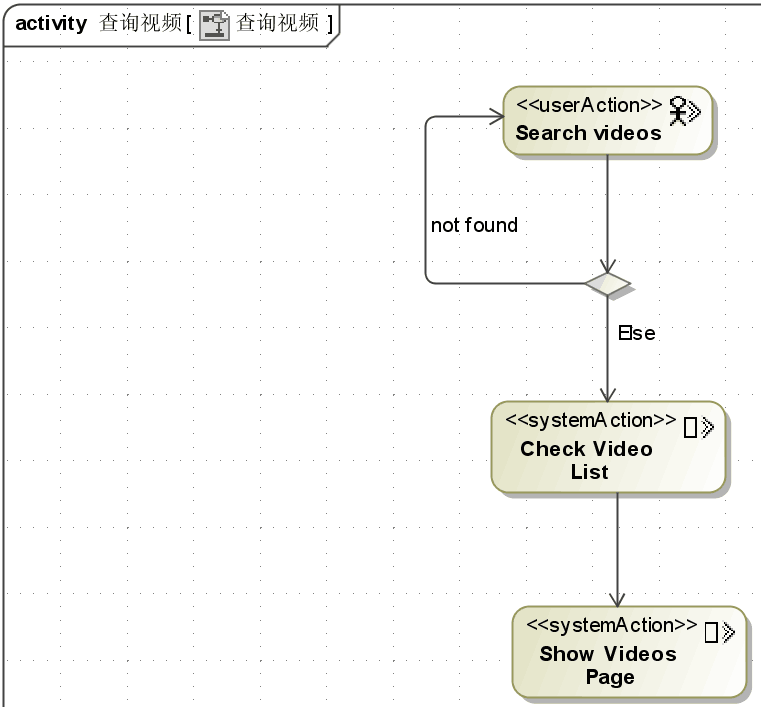 activity 查询视频[ 查询视频 ]
<<userAction>>
Search videos
not found
Else
<<systemAction>>
Check Video
List
<<systemAction>>
Show Videos
Page